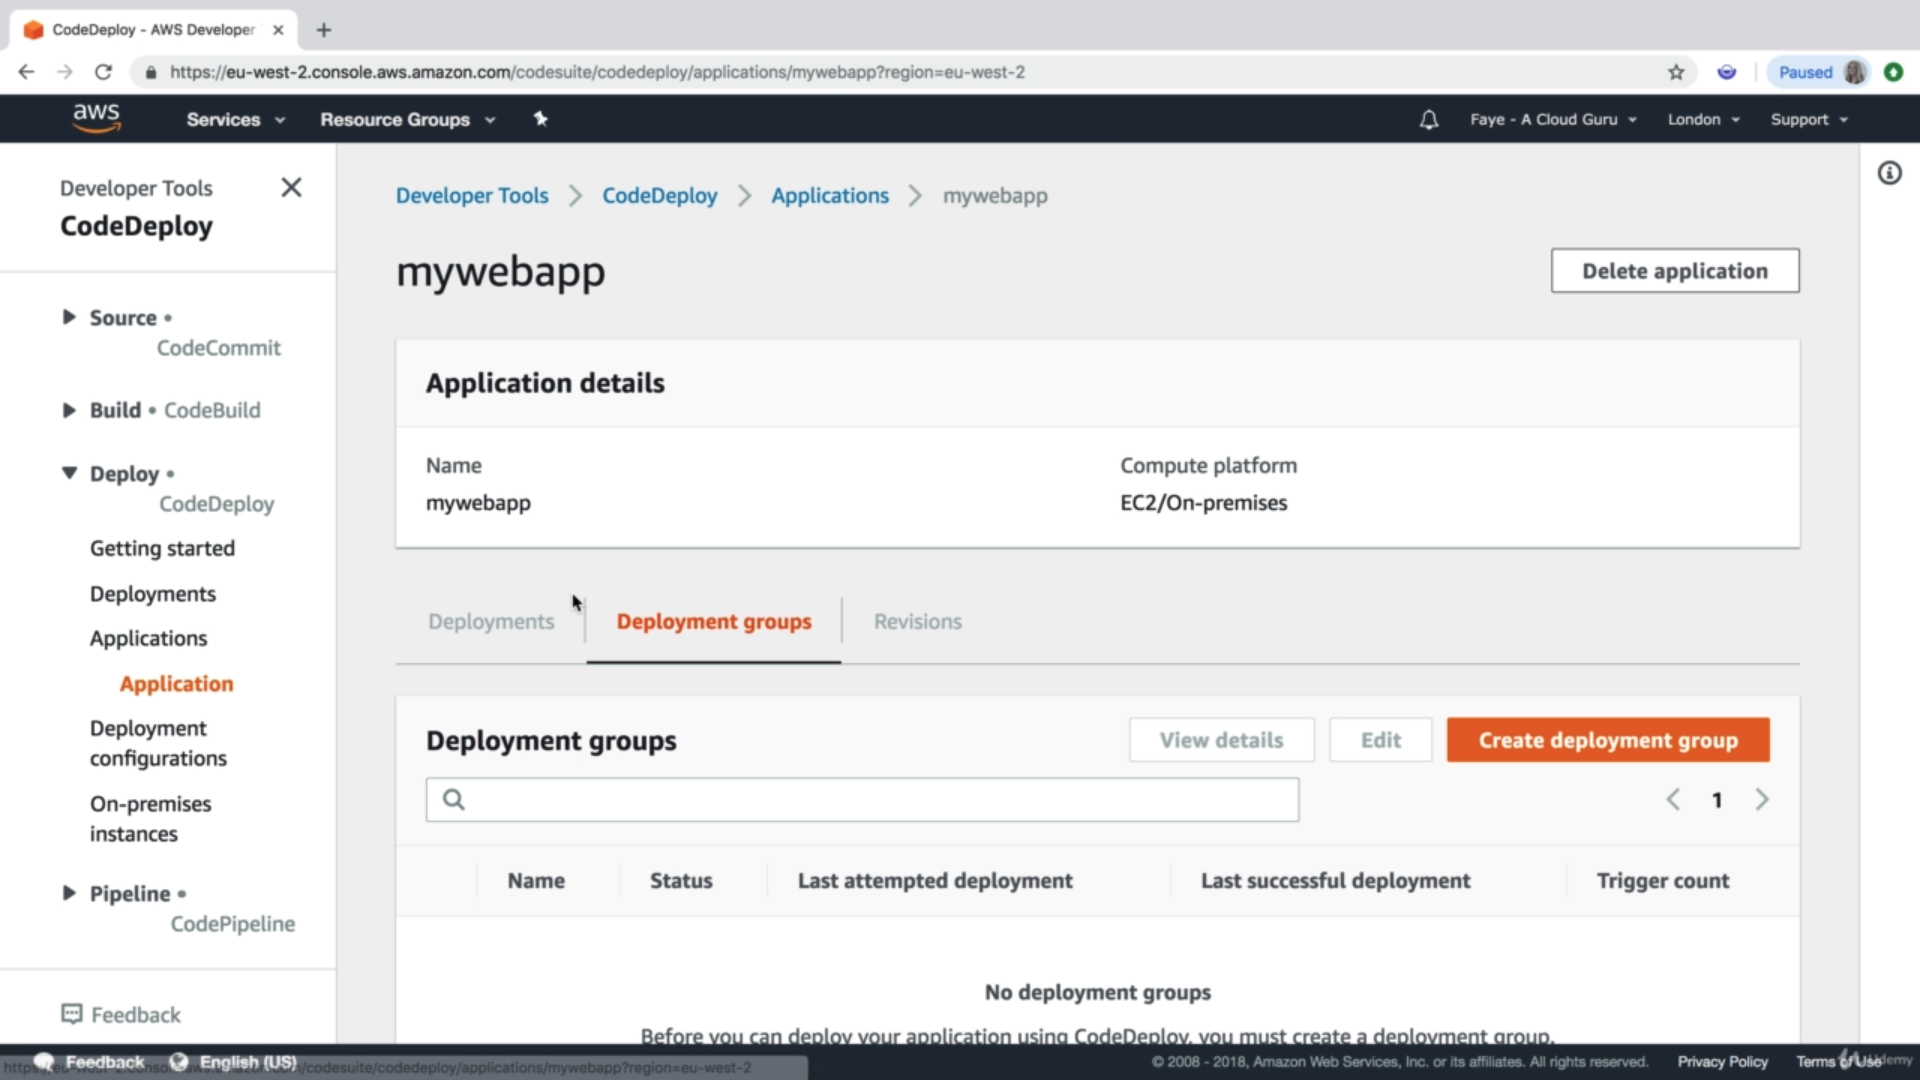 CodeDeploy - AWS Developer
https://eu-west-2.console.aws.amazon.com/codesuite/codedeploy/applications/mywebapp?region=eu-west-2
Paused
aws
Services
Resource Groups
Faye - A Cloud Guru
London
Support
Developer Tools
CodeDeploy
Source •
CodeCommit
Build • CodeBuild
Deploy •
CodeDeploy
Getting started
Deployments
Applications
Application
Deployment
configurations
On-premises
instances
Pipeline •
CodePipeline
Feedback
Developer Tools
CodeDeploy
Applications
mywebapp
mywebapp
Delete application
Application details
Name
mywebapp
Compute platform
EC2/On-premises
Deployments
Deployment groups
Revisions
Deployment groups
View details
Edit
Create deployment group
1
Name
Status
Last attempted deployment
Last successful deployment
Trigger count
No deployment groups
Before you can deploy your application using CodeDeploy, you must create a deployment group.
Feedback
English (US)
/codesuite/codedeploy/applications/mywebapp?region=eu-west-2
© 2008 - 2018, Amazon Web Services, Inc. or its affiliates. All rights reserved.
Privacy Policy
Terms of Use